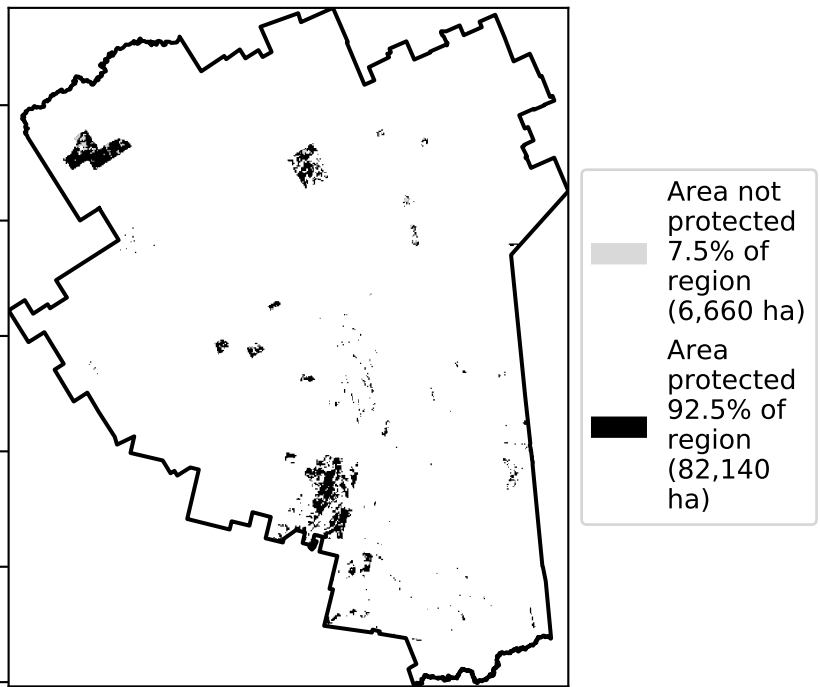 Area not
protected
7.5% of
region
(6,660 ha)
Area
protected
92.5% of
region
(82,140
ha)